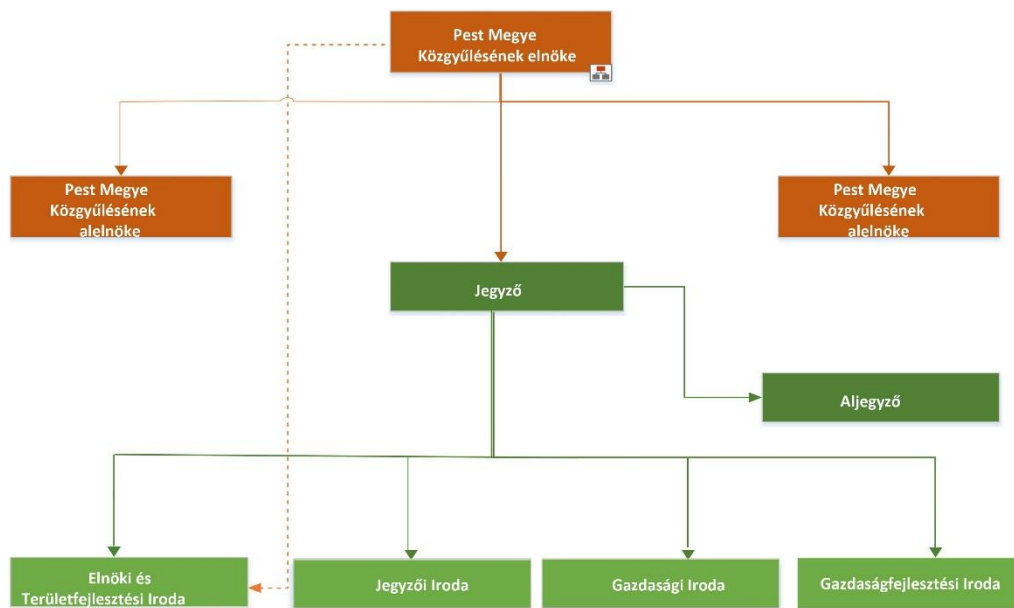 Pest Megye
Közgyűlésének elnöke
Pest Megye
Közgyűlésének
alelnöke
Pest Megye
Közgyűlésének
alelnöke
Jegyző
Aljegyző
Elnöki és
Területfejlesztési Iroda
Jegyzői Iroda
Gazdasági Iroda
Gazdaságfejlesztési Iroda